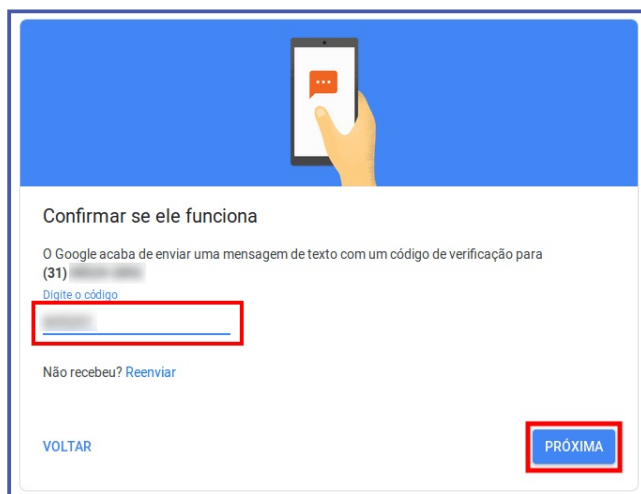 Confirmar se ele funciona
O Google acaba de enviar uma mensagem de texto com um código de verificação para
(31)
Digite o código
Não recebeu? Reenviar
VOLTAR
PRÓXIMA